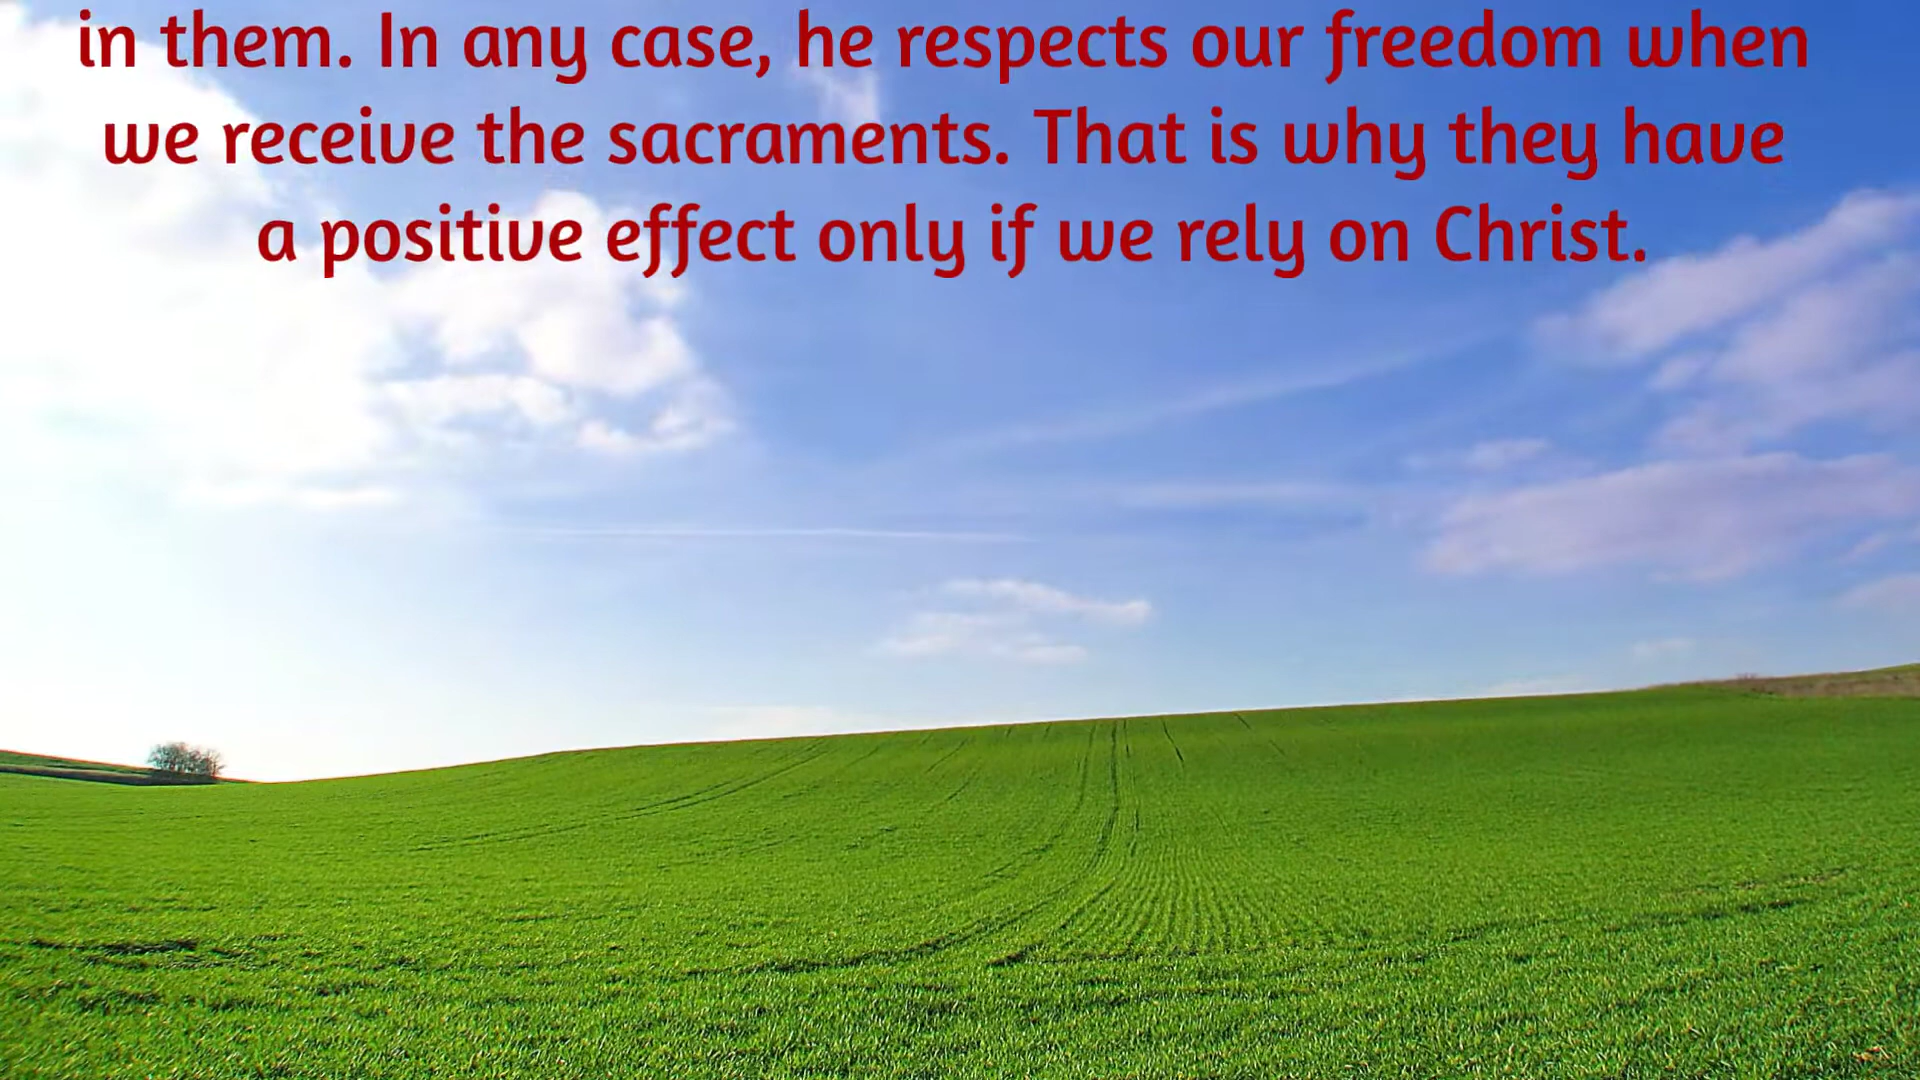 in them. In any case, he respects our freedom when
we receive the sacraments. That is why they have
a positive effect only if we rely on Christ.